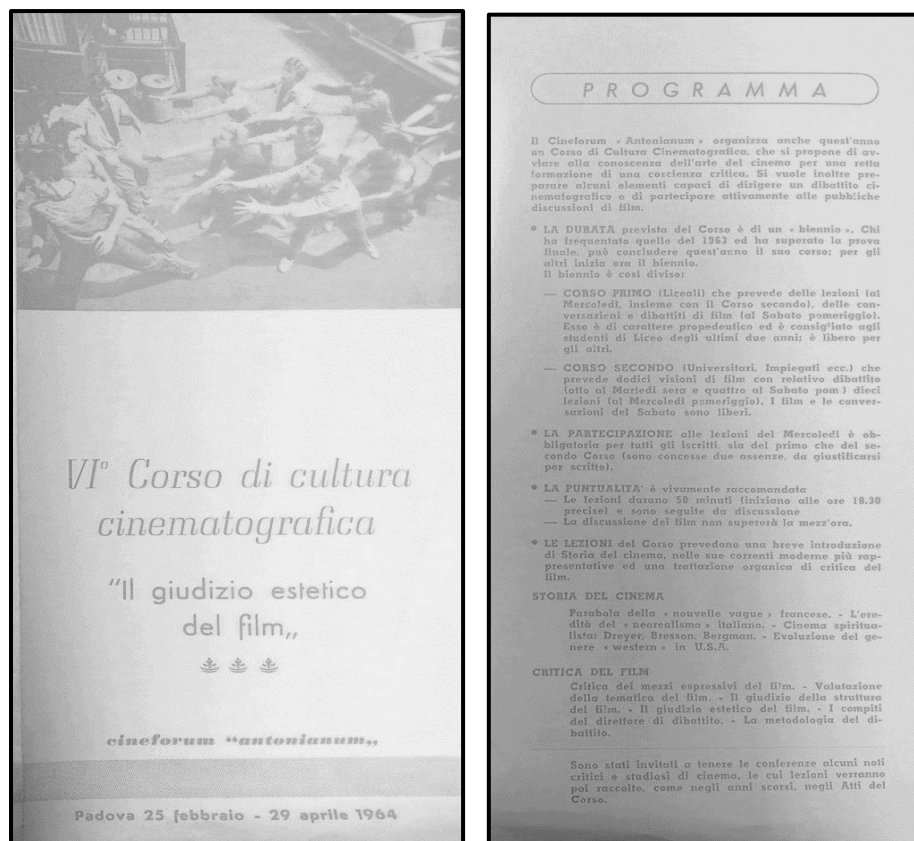 VI° Corso di cultura
cinematografica
"Il giudizio estetico
del film„
cineforum "antonianum„
Padova 25 febbraio - 29 aprile 1964
PROGRAMMA
Il Cineforum « Antonianum » organizza anche quest'anno
un Corso di Cultura Cinematografica, che si propone di av-
viare alla conoscenza dell'arte del cinema per una retta
formazione di una coscienza critica. Si vuole inoltre pre-
parare alcuni elementi capaci di dirigere un dibattito ci-
nematografico e di partecipare attivamente alle pubbliche
discussioni di film.
• LA DURATA prevista del Corso è di un « biennio ». Chi
ha frequentato quello del 1963 ed ha superato la prova
finale, può concludere quest'anno il suo corso; per gli
altri inizia ora il biennio.
Il biennio è così diviso:
— CORSO PRIMO (Liceali) che prevede delle lezioni (al
Mercoledì, insieme con il Corso secondo), delle con-
versazioni e dibattiti di film (al Sabato pomeriggio).
Esso è di carattere propedeutico ed è consigliato agli
studenti di Liceo degli ultimi due anni; è libero per
gli altri.
— CORSO SECONDO (Universitari, Impiegati ecc.) che
prevede dodici visioni di film con relativo dibattito
(otto al Martedì sera e quattro al Sabato pom.) dieci
lezioni (al Mercoledì pomeriggio). I film e le conver-
sazioni del Sabato sono liberi.
• LA PARTECIPAZIONE alle lezioni del Mercoledì è ob-
bligatoria per tutti gli iscritti, sia del primo che del se-
condo Corso (sono concesse due assenze, da giustificarsi
per scritto).
• LA PUNTUALITA' è vivamente raccomandata
— Le lezioni durano 50 minuti (iniziano alle ore 18.30
precise) e sono seguite da discussione
— La discussione del film non supererà la mezz'ora.
• LE LEZIONI del Corso prevedono una breve introduzione
di Storia del cinema, nelle sue correnti moderne più rap-
presentative ed una trattazione organica di critica del
film.
STORIA DEL CINEMA
Parabola della « nouvelle vague » francese. - L'ere-
dità del « neorealismo » italiano. - Cinema spiritua-
lista: Dreyer, Bresson, Bergman. - Evoluzione del ge-
nere « western » in U.S.A.
CRITICA DEL FILM
Critica dei mezzi espressivi del film. - Valutazione
della tematica del film. - Il giudizio della struttura
del film. - Il giudizio estetico del film. - I compiti
del direttore di dibattito. - La metodologia del di-
battito.
Sono stati invitati a tenere le conferenze alcuni noti
critici e studiosi di cinema, le cui lezioni verranno
poi raccolte, come negli anni scorsi, negli Atti del
Corso.